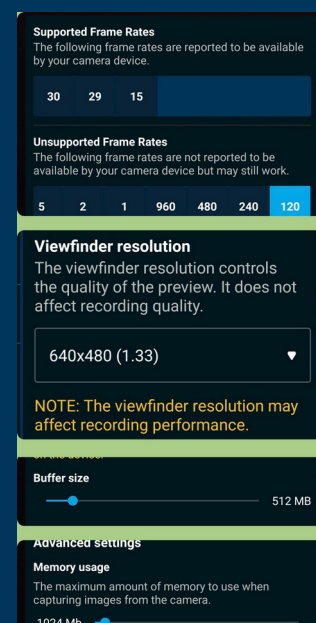 Supported Frame Rates
The following frame rates are reported to be available
by your camera device.
30 29 15
Unsupported Frame Rates
The following frame rates are not reported to be
available by your camera device but may still work.
5 2 1 960 480 240 120
Viewfinder resolution
The viewfinder resolution controls
the quality of the preview. It does not
affect recording quality.
640x480 (1.33)
NOTE: The viewfinder resolution may
affect recording performance.
Buffer size
512 MB
Advanced settings
Memory usage
The maximum amount of memory to use when
capturing images from the camera.
1024 Mb